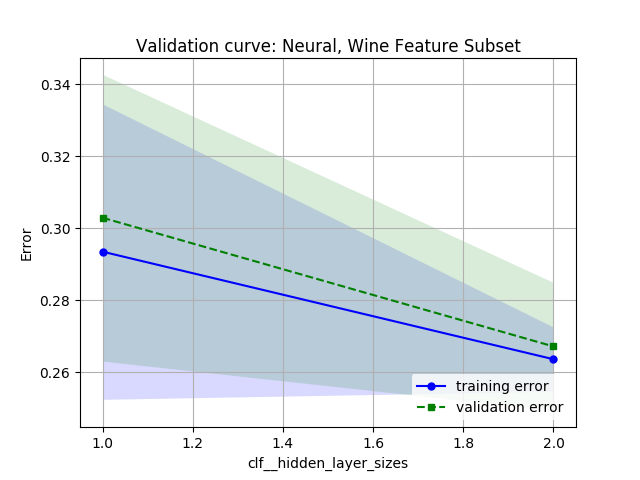 Validation curve: Neural, Wine Feature Subset
Error
0.34
0.32
0.30
0.28
0.26
training error
validation error
1.0 1.2 1.4 1.6 1.8 2.0
clf__hidden_layer_sizes